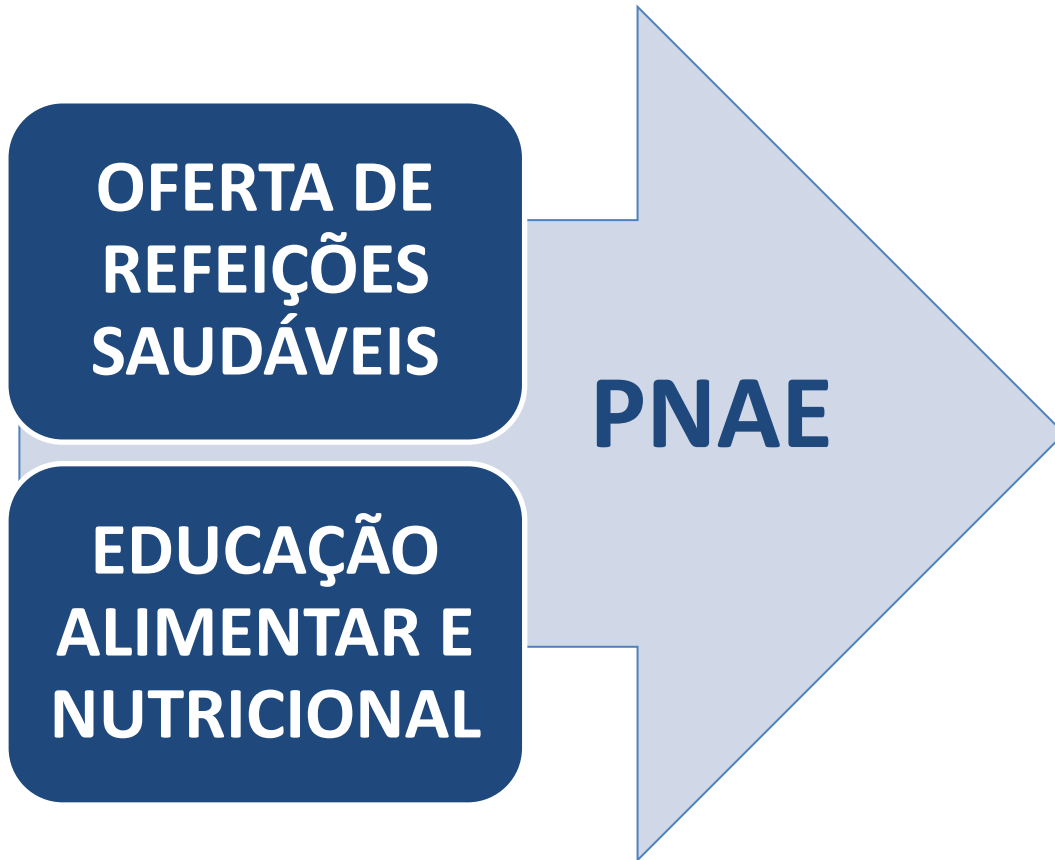 OFERTA DE
REFEIÇÕES
SAUDÁVEIS
PNAE
EDUCAÇÃO
ALIMENTAR E
NUTRICIONAL